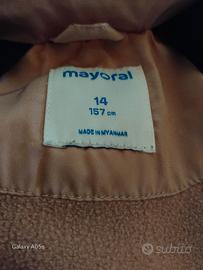 mayoral
14
157 cm
MADE IN MYANMAR
Galaxy A05s
subito